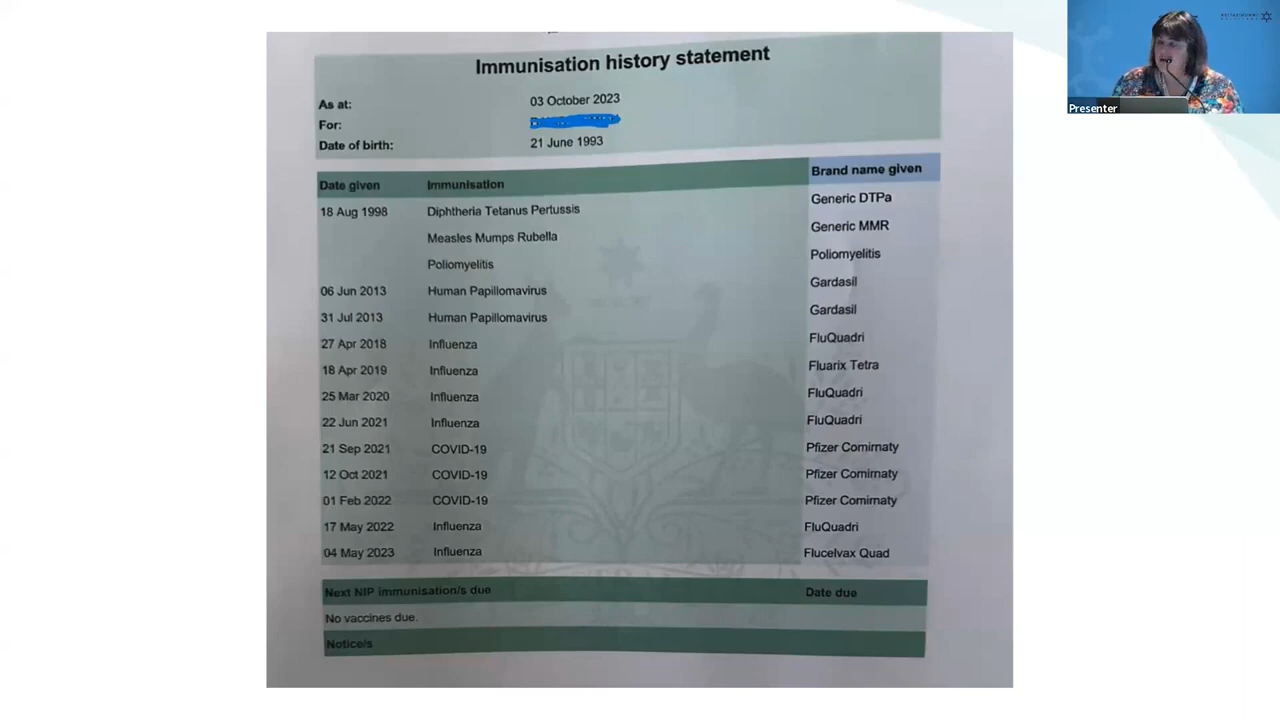 Immunisation history statement
As at: 03 October 2023
For:
Date of birth: 21 June 1993
Date given Immunisation Brand name given
18 Aug 1998 Diphtheria Tetanus Pertussis Generic DTPa
Measles Mumps Rubella Generic MMR
Poliomyelitis Poliomyelitis
06 Jun 2013 Human Papillomavirus Gardasil
31 Jul 2013 Human Papillomavirus Gardasil
27 Apr 2018 Influenza FluQuadri
18 Apr 2019 Influenza Fluarix Tetra
25 Mar 2020 Influenza FluQuadri
22 Jun 2021 Influenza FluQuadri
21 Sep 2021 COVID-19 Pfizer Comirnaty
12 Oct 2021 COVID-19 Pfizer Comirnaty
01 Feb 2022 COVID-19 Pfizer Comirnaty
17 May 2022 Influenza FluQuadri
04 May 2023 Influenza Flucelvax Quad
Next NIP immunisation/s due Date due
No vaccines due.
Notice/s
Presenter